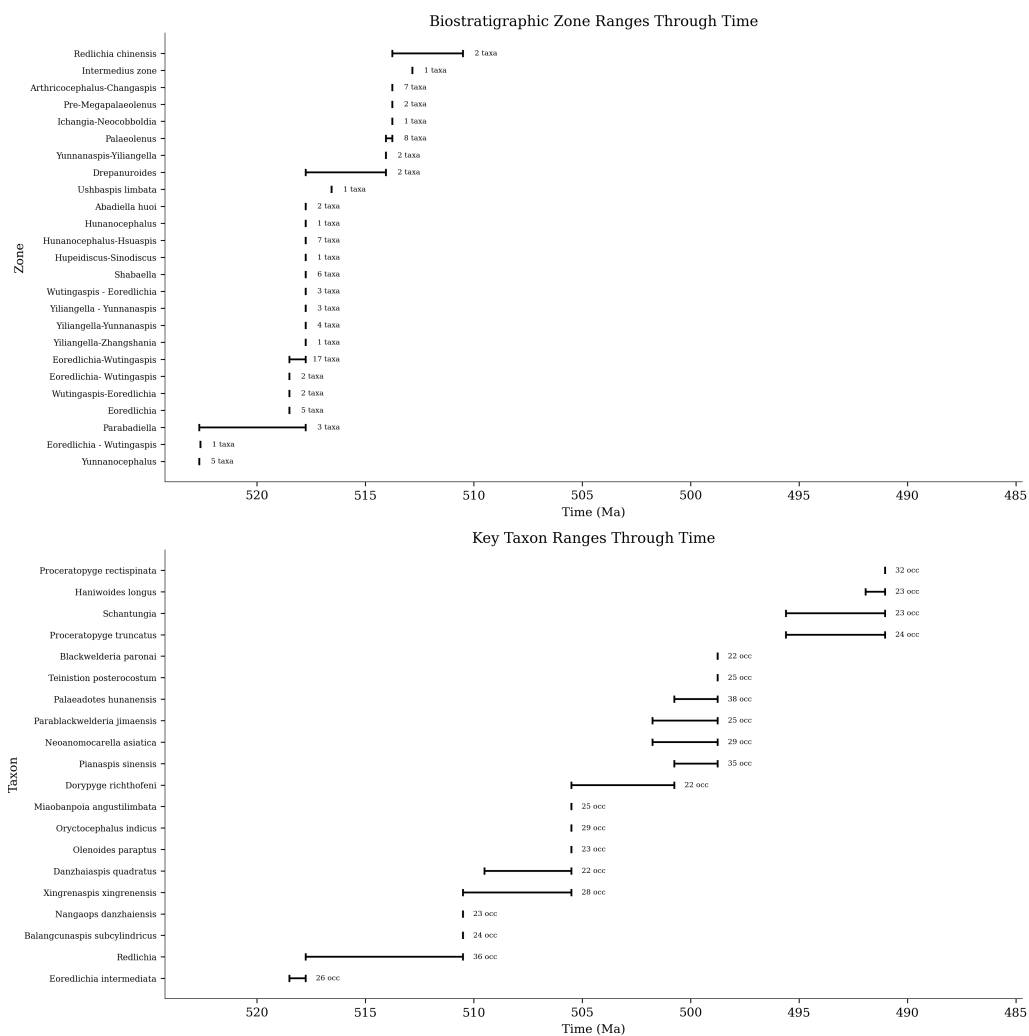 Biostratigraphic Zone Ranges Through Time
Redlichia chinensis 2 taxa
Intermedius zone 1 taxa
Arthricocephalus-Changaspis 7 taxa
Pre-Megapalaeolenus 2 taxa
Ichangia-Neocobboldia 1 taxa
Palaeolenus 8 taxa
Yunnanaspis-Yiliangella 2 taxa
Drepanuroides 2 taxa
Ushbaspis limbata 1 taxa
Abadiella huoi 2 taxa
Hunanocephalus 1 taxa
Hunanocephalus-Hsuaspis 7 taxa
Hupeidiscus-Sinodiscus 1 taxa
Shabaella 6 taxa
Wutingaspis - Eoredlichia 3 taxa
Yiliangella - Yunnanaspis 3 taxa
Yiliangella-Yunnanaspis 4 taxa
Yiliangella-Zhangshania 1 taxa
Eoredlichia-Wutingaspis 17 taxa
Eoredlichia- Wutingaspis 2 taxa
Wutingaspis-Eoredlichia 2 taxa
Eoredlichia 5 taxa
Parabadiella 3 taxa
Eoredlichia - Wutingaspis 1 taxa
Yunnanocephalus 5 taxa
Zone
520 515 510 505 500 495 490 485
Time (Ma)
Key Taxon Ranges Through Time
Proceratopyge rectispinata 32 occ
Haniwoides longus 23 occ
Schantungia 23 occ
Proceratopyge truncatus 24 occ
Blackwelderia paronai 22 occ
Teinistion posterocostum 25 occ
Palaeadotes hunanensis 38 occ
Parablackwelderia jimaensis 25 occ
Neoanomocarella asiatica 29 occ
Pianaspis sinensis 35 occ
Dorypyge richthofeni 22 occ
Miaobanpoia angustilimbata 25 occ
Oryctocephalus indicus 29 occ
Olenoides paraptus 23 occ
Danzhaiaspis quadratus 22 occ
Xingrenaspis xingrenensis 28 occ
Nangaops danzhaiensis 23 occ
Balangcunaspis subcylindricus 24 occ
Redlichia 36 occ
Eoredlichia intermediata 26 occ
Taxon
520 515 510 505 500 495 490 485
Time (Ma)